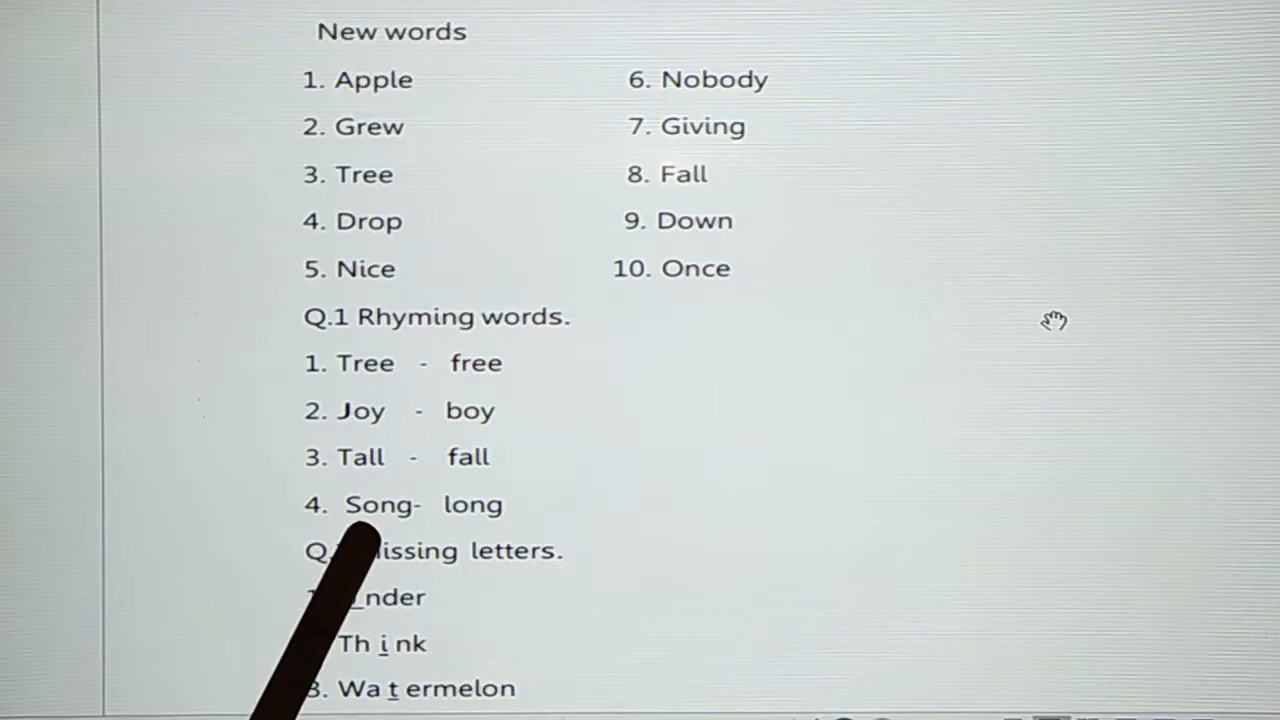 New words
1. Apple 6. Nobody
2. Grew 7. Giving
3. Tree 8. Fall
4. Drop 9. Down
5. Nice 10. Once
Q.1 Rhyming words.
1. Tree - free
2. Joy - boy
3. Tall - fall
4. Song- long
letters.
Th i nk
3. Wa t ermelon